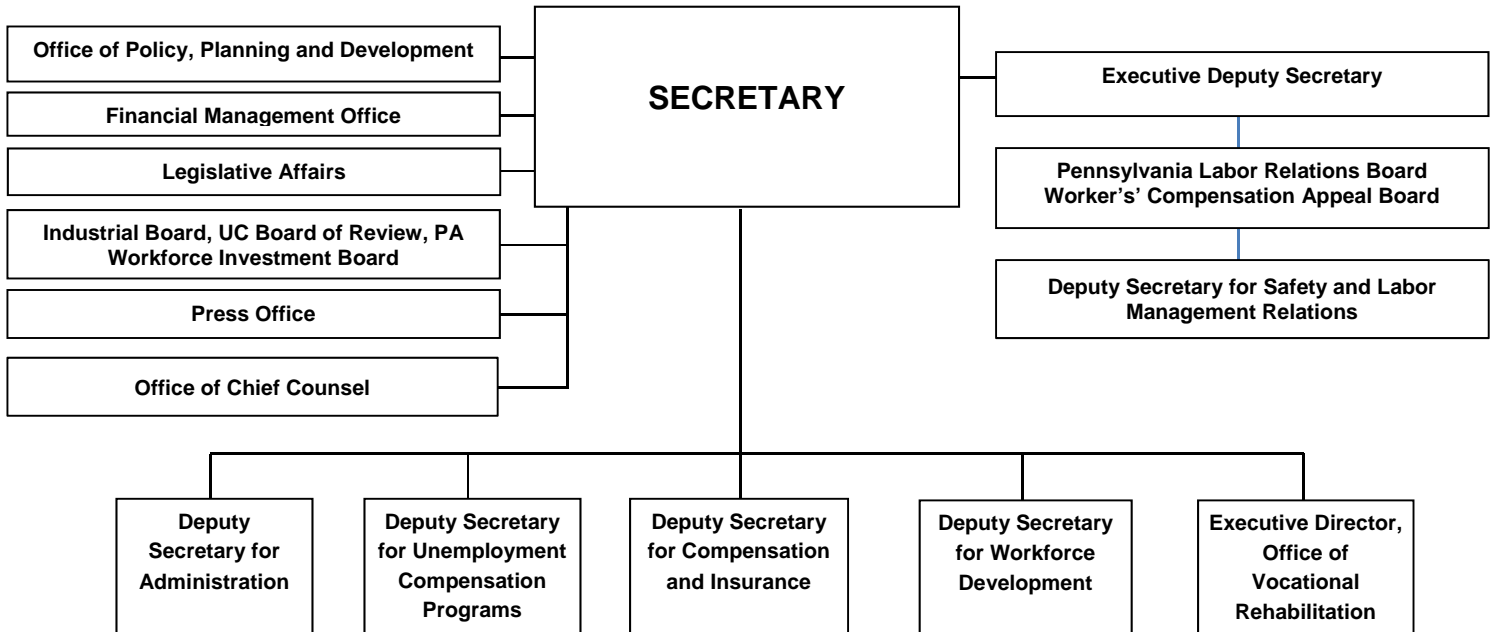 Office of Policy, Planning and Development
Financial Management Office
Legislative Affairs
Industrial Board, UC Board of Review, PA
Workforce Investment Board
Press Office
Office of Chief Counsel
SECRETARY
Executive Deputy Secretary
Pennsylvania Labor Relations Board
Worker’s’ Compensation Appeal Board
Deputy Secretary for Safety and Labor
Management Relations
Deputy
Secretary for
Administration
Deputy Secretary
for Unemployment
Compensation
Programs
Deputy Secretary
for Compensation
and Insurance
Deputy Secretary
for Workforce
Development
Executive Director,
Office of
Vocational
Rehabilitation